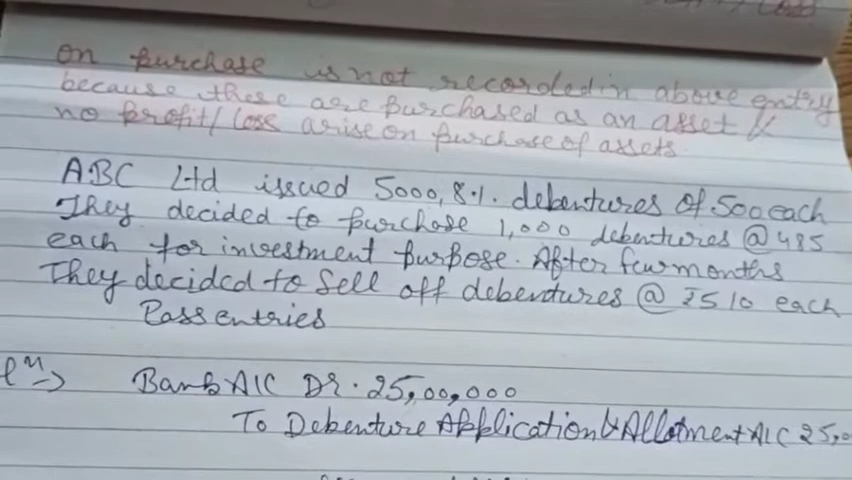 Loss
on purchase is not recorded in above entry
because these are purchased as an asset &
no profit/loss arise on purchase of assets.
ABC Ltd issued 5000, 8%. debentures of 500 each
They decided to purchase 1,000 debentures @ 485
each for investment purpose. After few months
They decided to sell off debentures @ ₹510 each
Pass entries
Bank A/C Dr. 25,00,000
To Debenture Application & Allotment A/C 25,0